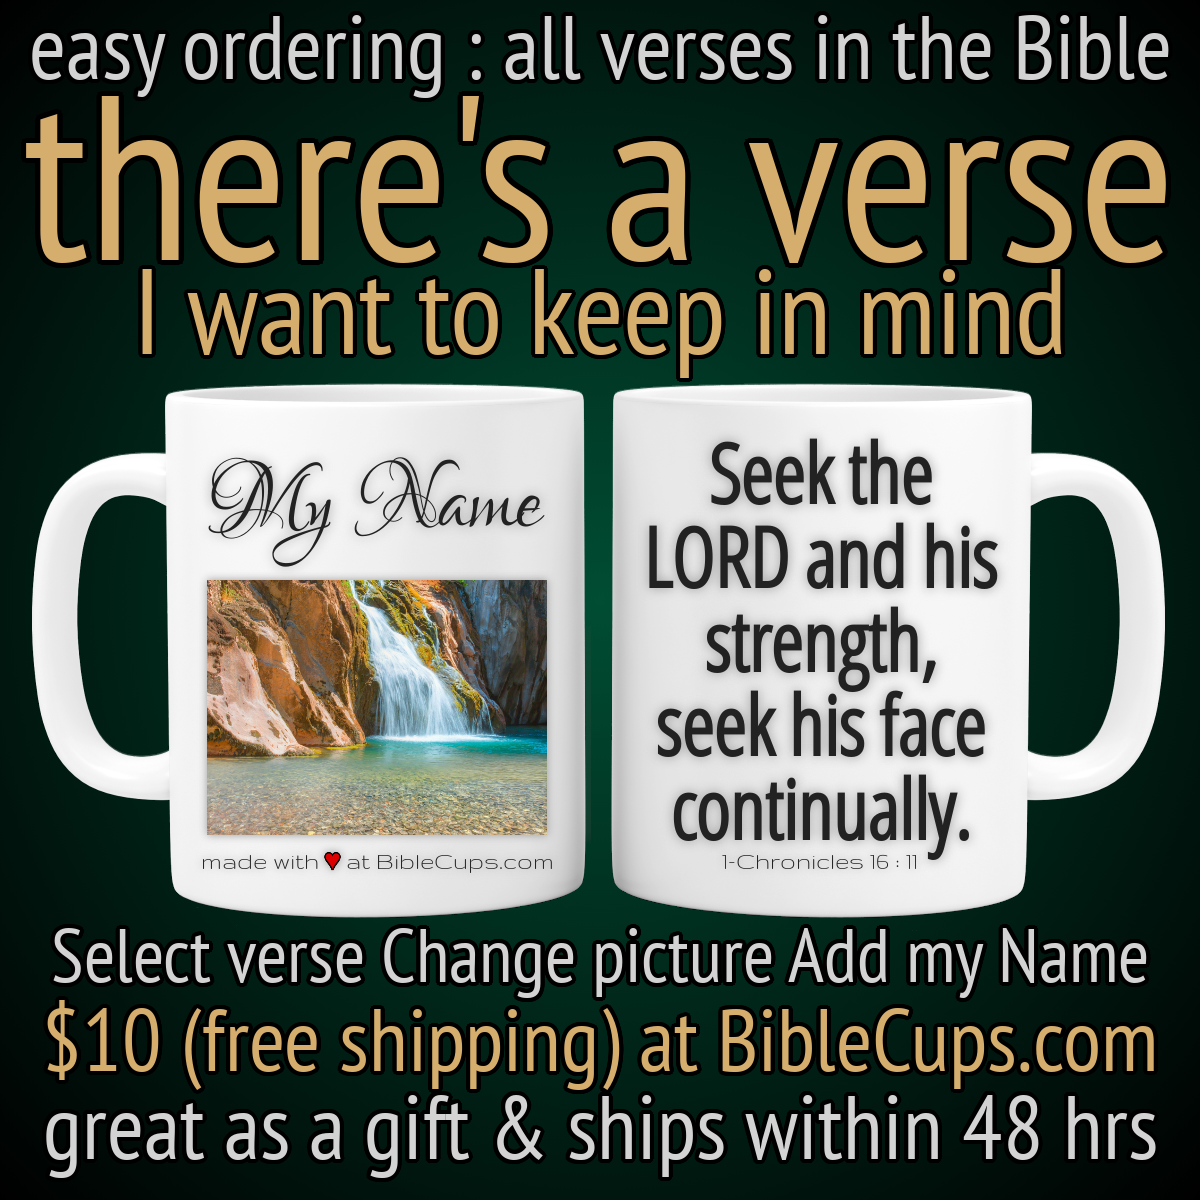 easy ordering : all verses in the Bible
there's a verse
I want to keep in mind
My Name
made with at BibleCups.com
Seek the
LORD and his
strength,
seek his face
continually.
1-Chronicles 16 : 11
Select verse Change picture Add my Name
$10 (free shipping) at BibleCups.com
great as a gift & ships within 48 hrs